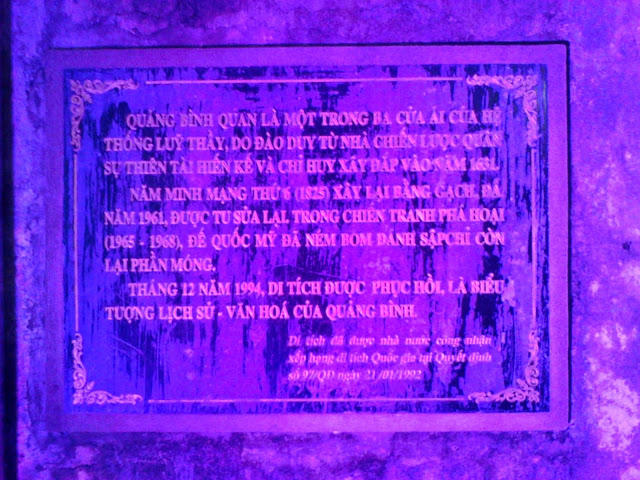 QUẢNG BÌNH QUAN LÀ MỘT TRONG BA CỬA ẢI CỦA HỆ
THỐNG LUỸ THẦY, DO ĐÀO DUY TỪ NHÀ CHIẾN LƯỢC QUÂN
SỰ THIÊN TÀI HIẾN KẾ VÀ CHỈ HUY XÂY ĐẮP VÀO NĂM 1631.
NĂM MINH MẠNG THỨ 6 (1825) XÂY LẠI BẰNG GẠCH, ĐÁ
NĂM 1961, ĐƯỢC TU SỬA LẠI. TRONG CHIẾN TRANH PHÁ HOẠI
(1965 - 1968), ĐẾ QUỐC MỸ ĐÃ NÉM BOM ĐÁNH SẬPCHỈ CÒN
LẠI PHẦN MÓNG.
THÁNG 12 NĂM 1994, DI TÍCH ĐƯỢC PHỤC HỒI, LÀ BIỂU
TƯỢNG LỊCH SỬ - VĂN HOÁ CỦA QUẢNG BÌNH.
Di tích đã được nhà nước công nhận
xếp hạng di tích Quốc gia tại Quyết định
số 97/QĐ ngày 21/01/1992